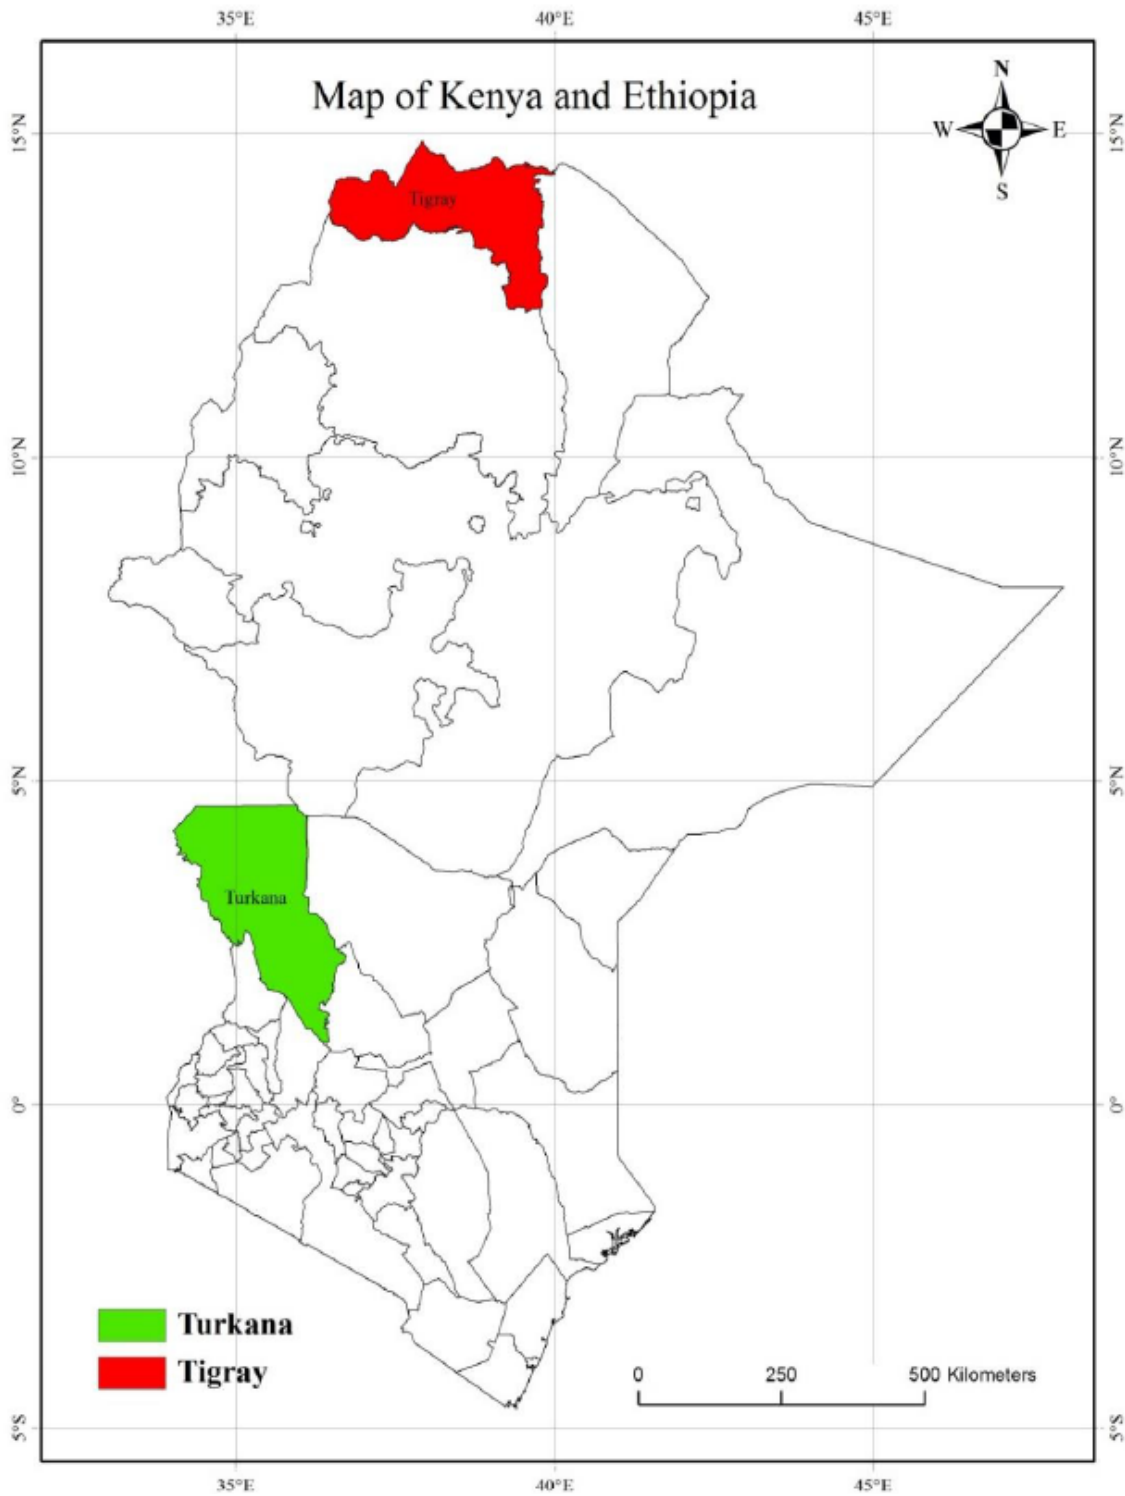 35°E 40°E 45°E
Map of Kenya and Ethiopia
N
W E
S
15°N 15°N
Tigray
10°N 10°N
5°N 5°N
Turkana
0° 0°
Turkana
Tigray
0 250 500 Kilometers
5°S 5°S
35°E 40°E 45°E